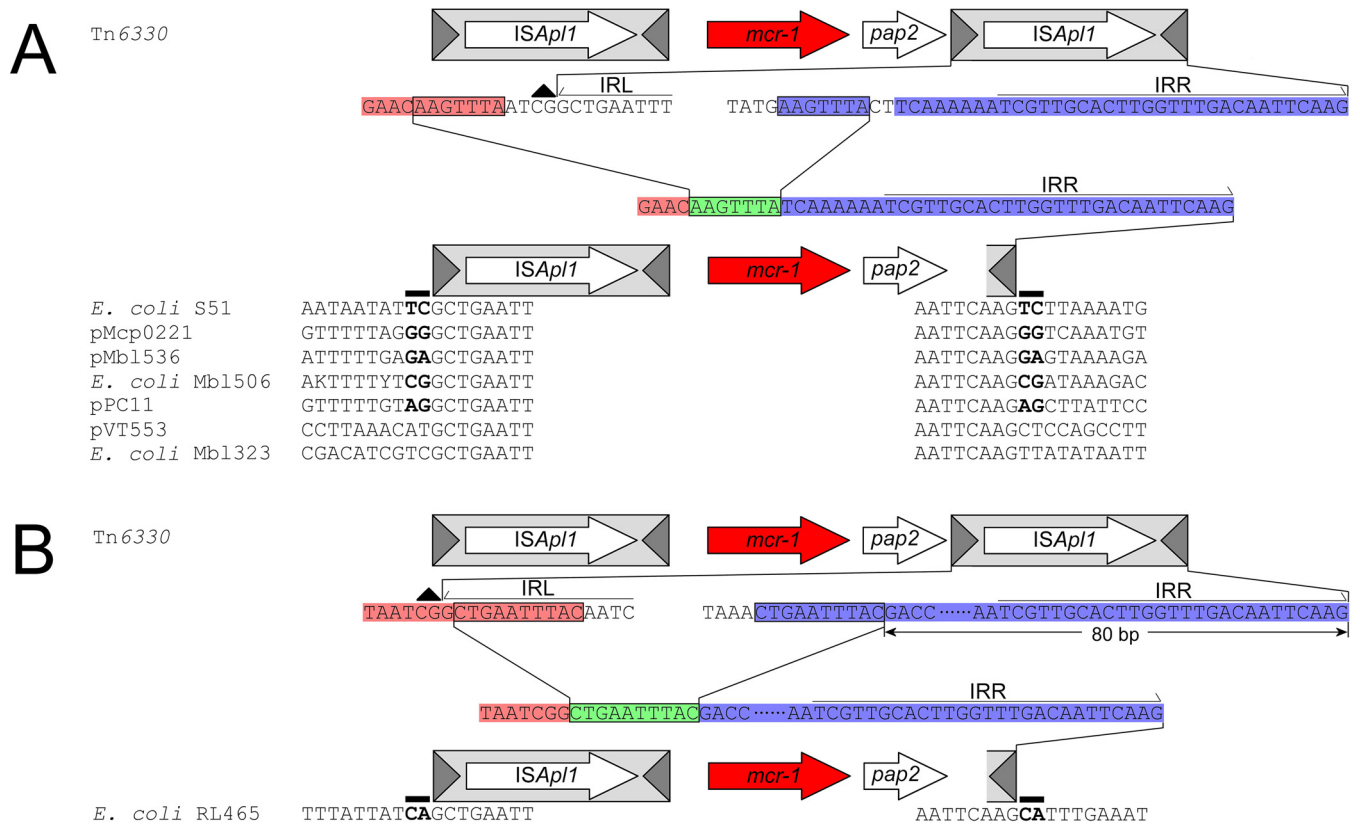 A
Tn6330
ISApl1 mcr-1 pap2 ISApl1
IRL IRR
GAACAAGTTTAATCGGCTGAATTT TATGAAGTTTACTTCAAAAAATCGTTGCACTTGGTTTGACAATTCAAG
IRR
GAACAAGTTTATCAAAAAATCGTTGCACTTGGTTTGACAATTCAAG
ISApl1 mcr-1 pap2
E. coli S51 AATAATATTCGCTGAATT AATTCAAGTCTTAAAATG
pMcp0221 GTTTTTAGGGGCTGAATT AATTCAAGGGTCAAATGT
pMbl536 ATTTTTGAGAGCTGAATT AATTCAAGGAGTAAAAGA
E. coli Mbl506 AKTTTTYTCGGCTGAATT AATTCAAGCGATAAAGAC
pPC11 GTTTTTGTAGGCTGAATT AATTCAAGAGCTTATTCC
pVT553 CCTTAAACATGCTGAATT AATTCAAGCTCCAGCCTT
E. coli Mbl323 CGACATCGTCGCTGAATT AATTCAAGTTATATAATT
B
Tn6330
ISApl1 mcr-1 pap2 ISApl1
IRL IRR
TAATCGGCTGAATTTACAATC TAAACTGAATTTACGACC ······ AATCGTTGCACTTGGTTTGACAATTCAAG
80 bp
IRR
TAATCGGCTGAATTTACGACC ······ AATCGTTGCACTTGGTTTGACAATTCAAG
ISApl1 mcr-1 pap2
E. coli RL465 TTTATTATCAGCTGAATT AATTCAAGCATTTGAAAT